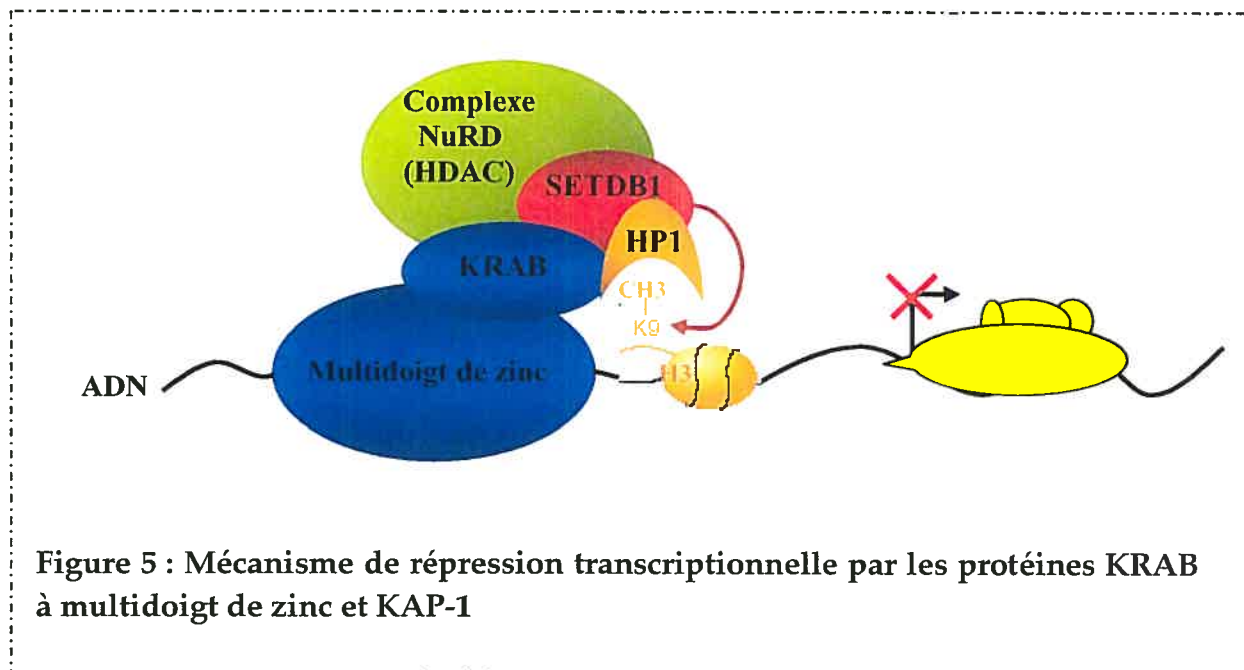 Complexe
NuRD
(HDAC)
SETDB1
HP1
KRAB
CH3
K9
Multidoigt de zinc
H3
ADN
Figure 5 : Mécanisme de répression transcriptionnelle par les protéines KRAB
à multidoigt de zinc et KAP-1